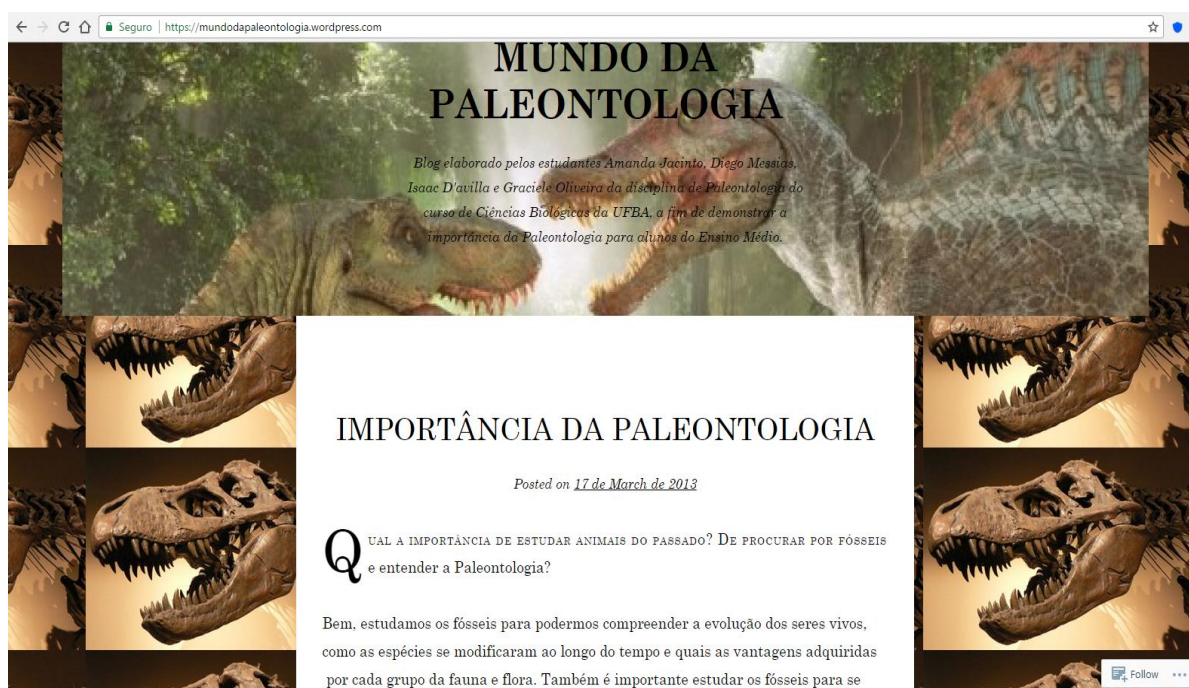 Seguro | https://mundodapaleontologia.wordpress.com
MUNDO DA
PALEONTOLOGIA
Blog elaborado pelos estudantes Amanda Jacinto, Diego Messias,
Isaac D'avilla e Graciele Oliveira da disciplina de Paleontologia do
curso de Ciências Biológicas da UFBA, a fim de demonstrar a
importância da Paleontologia para alunos do Ensino Médio.
IMPORTÂNCIA DA PALEONTOLOGIA
Posted on 17 de March de 2013
QUAL A IMPORTÂNCIA DE ESTUDAR ANIMAIS DO PASSADO? DE PROCURAR POR FÓSSEIS
e entender a Paleontologia?
Bem, estudamos os fósseis para podermos compreender a evolução dos seres vivos,
como as espécies se modificaram ao longo do tempo e quais as vantagens adquiridas
por cada grupo da fauna e flora. Também é importante estudar os fósseis para se
Follow